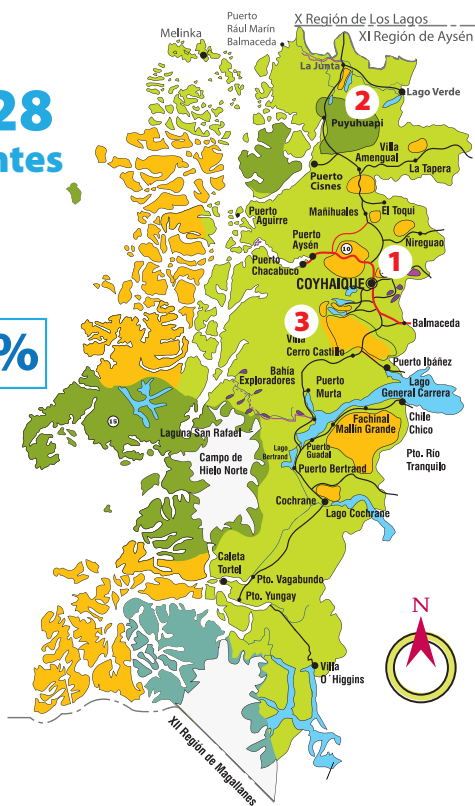 Puerto
Rául Marín
Balmaceda
X Región de Los Lagos
XI Región de Aysén
Melinka
La Junta
Lago Verde
2
28
Puyuhuapi
ntes
Villa
Amengual
La Tapera
Puerto
Cisnes
Puerto
Aguirre
Mañihuales
El Toqui
Ñireguao
Puerto
Aysén
10
1
Puerto
Chacabuco
COYHAIQUE
3
Balmaceda
Villa
Cerro Castillo
%
Puerto Ibáñez
Bahía
Exploradores
Puerto
Murta
Lago
General Carrera
Chile
Chico
15
Laguna San Rafael
Fachinal
Mallín Grande
Campo de
Hielo Norte
Lago
Bertrand
Puerto
Guadal
Pto. Río
Tranquilo
Puerto Bertrand
Cochrane
Lago Cochrane
Caleta
Tortel
Pto. Vagabundo
Pto. Yungay
N
Villa
O´Higgins
XII Región de Magallanes